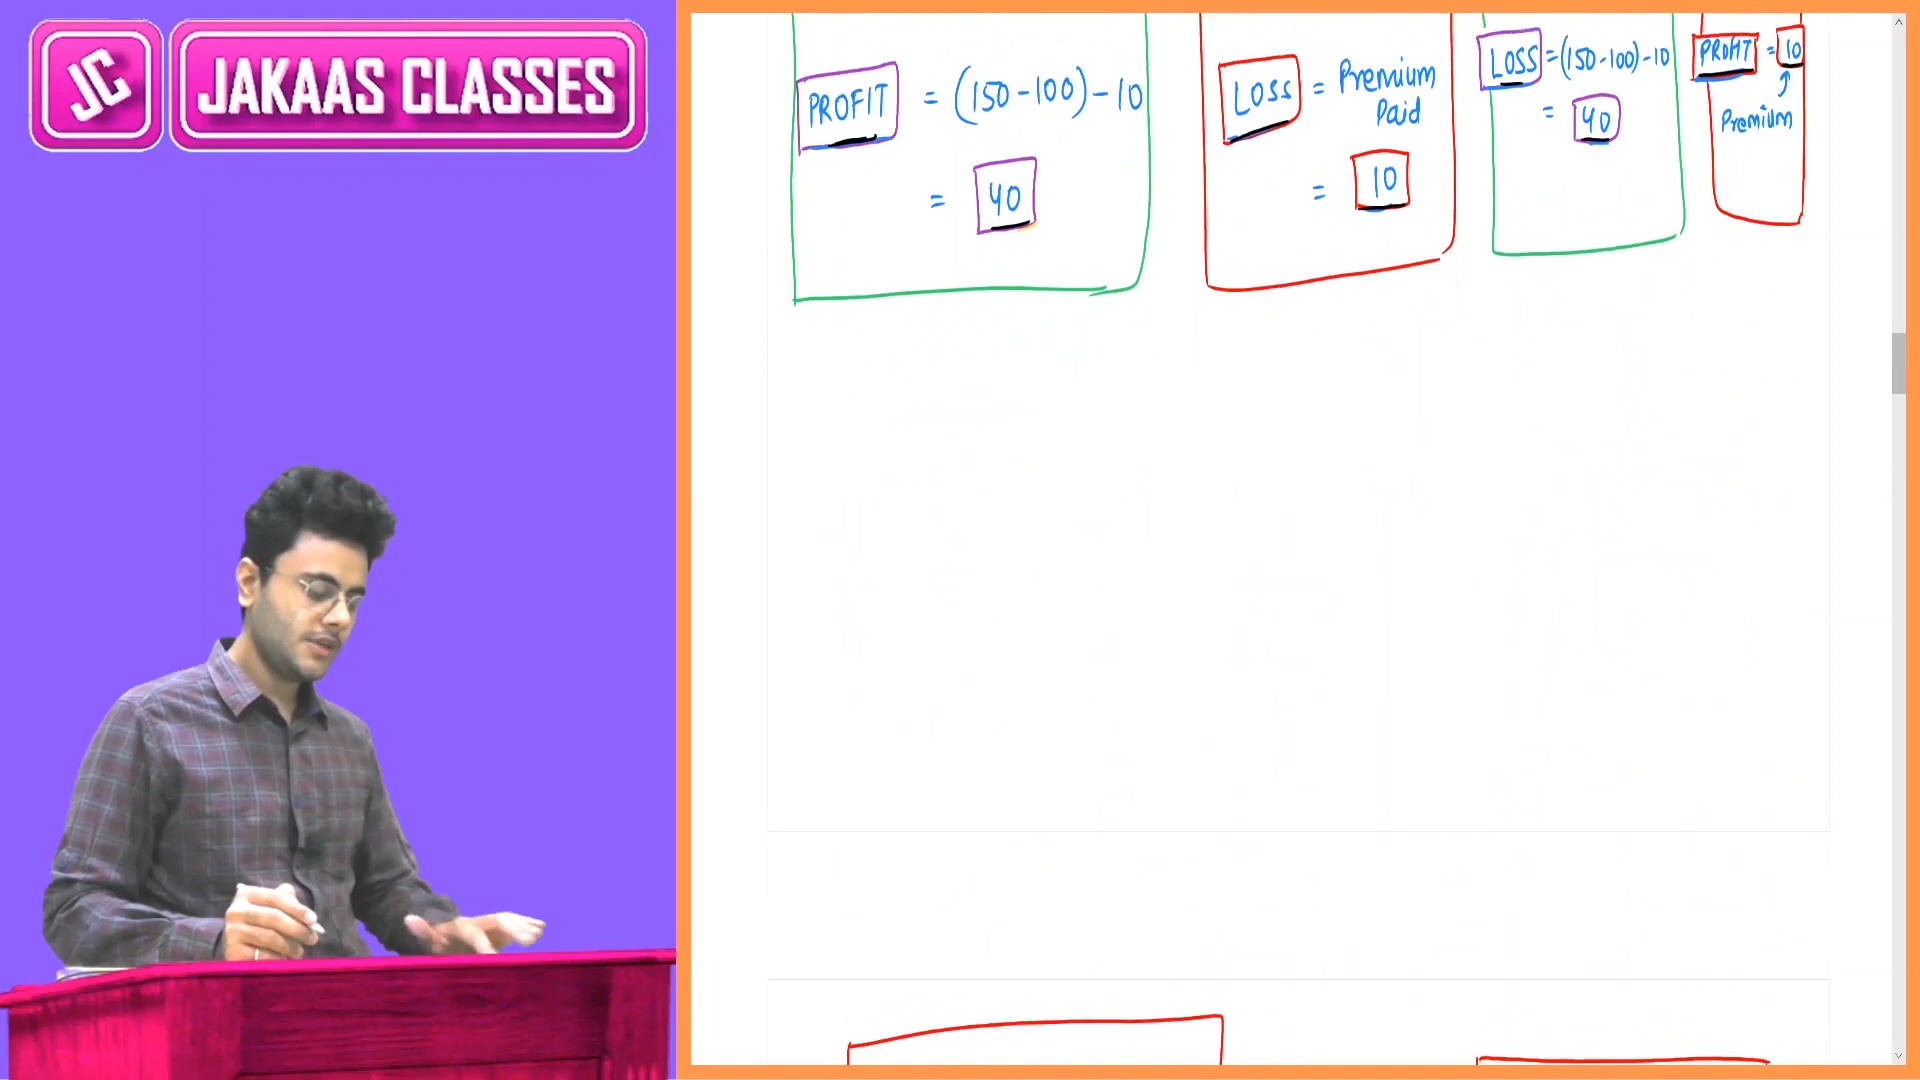 JC
JAKAAS CLASSES
PROFIT = (150-100)-10
= 40
LOSS = Premium
Paid
= 10
LOSS = (150-100)-10
= 40
PROFIT = 10
Premium